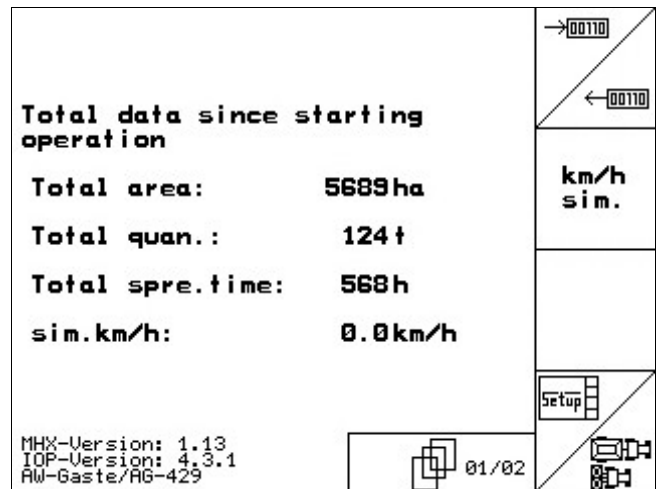 00110
00110
Total data since starting
operation
Total area: 5689ha
km/h
sim.
Total quan.: 124t
Total spre.time: 568h
sim.km/h: 0.0km/h
Setup
MHX-Version: 1.13
IOP-Version: 4.3.1
AW-Gaste/AG-429
01/02